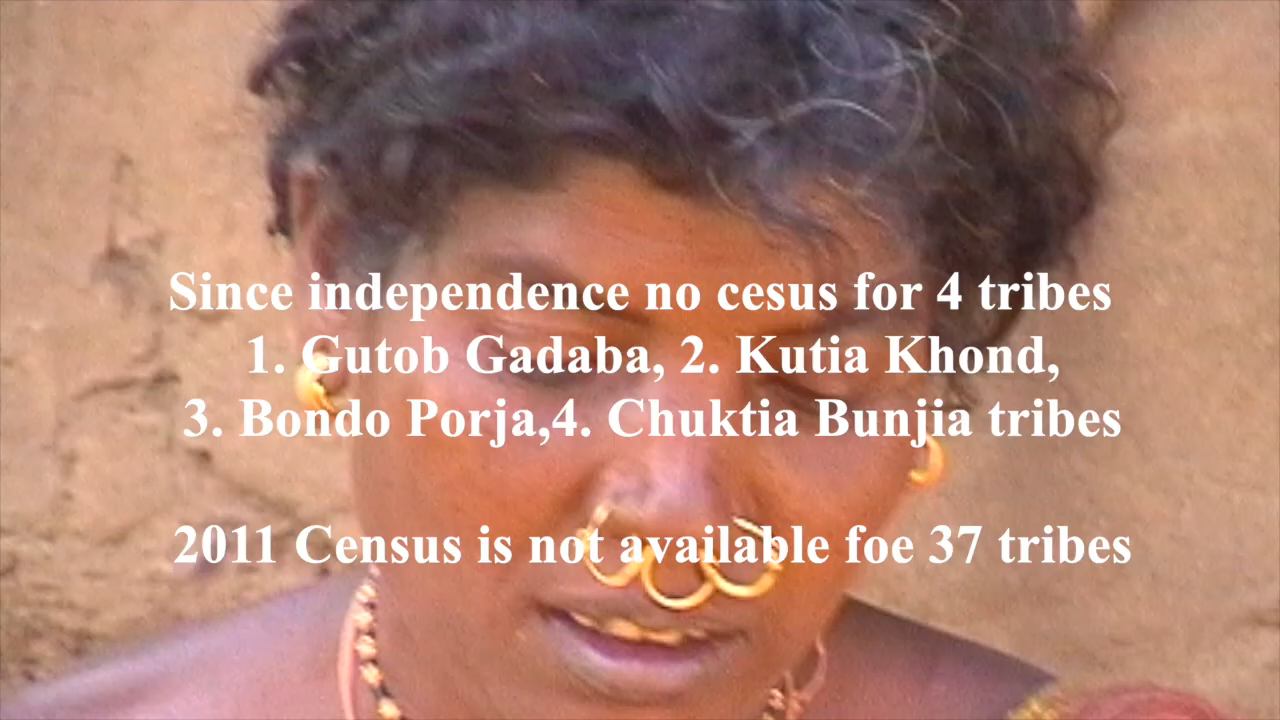 Since independence no cesus for 4 tribes
1. Gutob Gadaba, 2. Kutia Khond,
3. Bondo Porja,4. Chuktia Bunjia tribes
2011 Census is not available foe 37 tribes